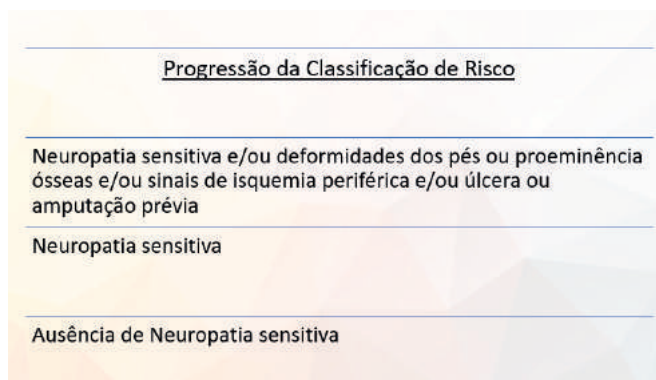 Progressão da Classificação de Risco
Neuropatia sensitiva e/ou deformidades dos pés ou proeminência
ósseas e/ou sinais de isquemia periférica e/ou úlcera ou
amputação prévia
Neuropatia sensitiva
Ausência de Neuropatia sensitiva